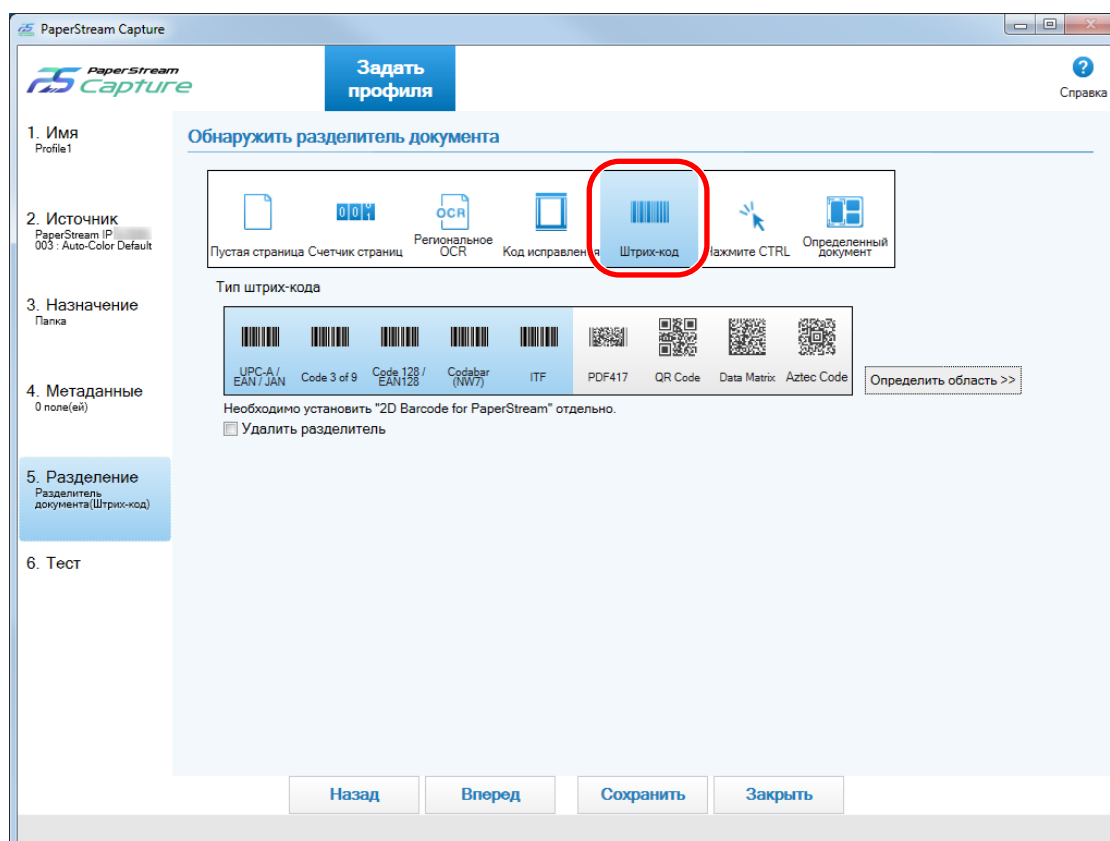 PaperStream Capture
PaperStream
Capture
Задать
профиля
Справка
1. Имя
Profile1
2. Источник
PaperStream IP
003 : Auto-Color Default
3. Назначение
Папка
4. Метаданные
0 поле(ей)
5. Разделение
Разделитель
документа(Штрих-код)
6. Тест
Обнаружить разделитель документа
Пустая страница
Счетчик страниц
OCR
Региональное
OCR
Код исправления
Штрих-код
Нажмите CTRL
Определенный
документ
Тип штрих-кода
UPC-A /
EAN / JAN
Code 3 of 9
Code 128 /
EAN128
Codabar
(NW7)
ITF
PDF417
QR Code
Data Matrix
Aztec Code
Определить область >>
Необходимо установить "2D Barcode for PaperStream" отдельно.
Удалить разделитель
Назад
Вперед
Сохранить
Закрыть